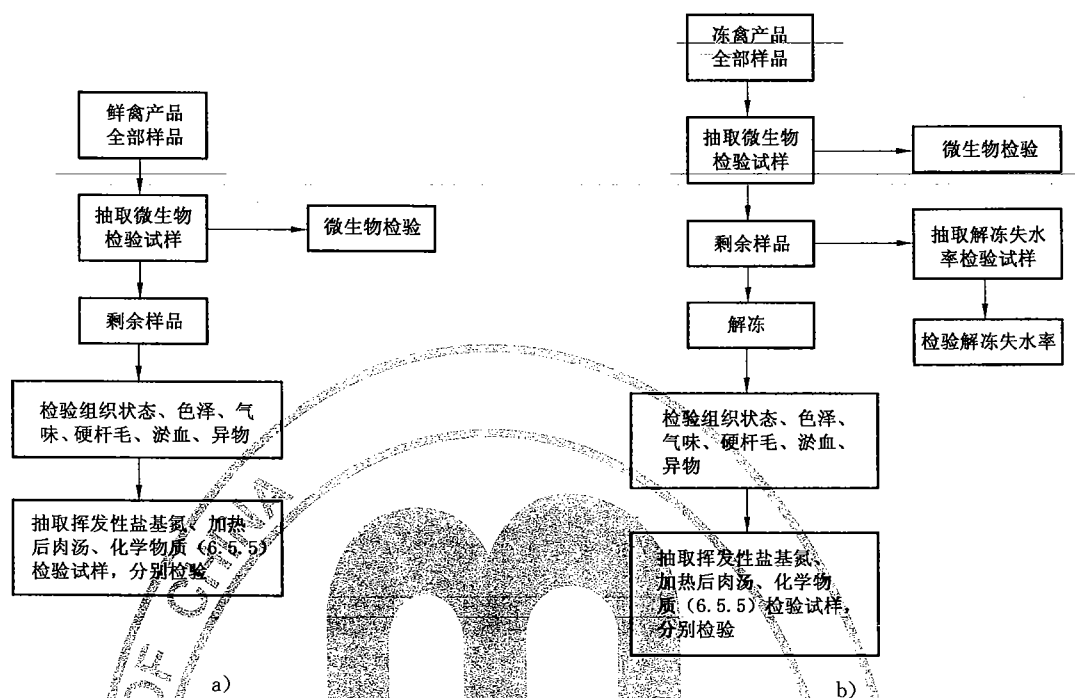 鲜禽产品
全部样品
抽取微生物
检验试样
微生物检验
剩余样品
检验组织状态、色泽、气
味、硬杆毛、淤血、异物
抽取挥发性盐基氮、加热
后肉汤、化学物质(6.5.5)
检验试样，分别检验
a)
冻禽产品
全部样品
抽取微生物
检验试样
微生物检验
剩余样品
抽取解冻失水
率检验试样
解冻
检验解冻失水率
检验组织状态、色泽、
气味、硬杆毛、淤血、
异物
抽取挥发性盐基氮、
加热后肉汤、化学物
质(6.5.5)检验试样，
分别检验
b)
OF CHINA